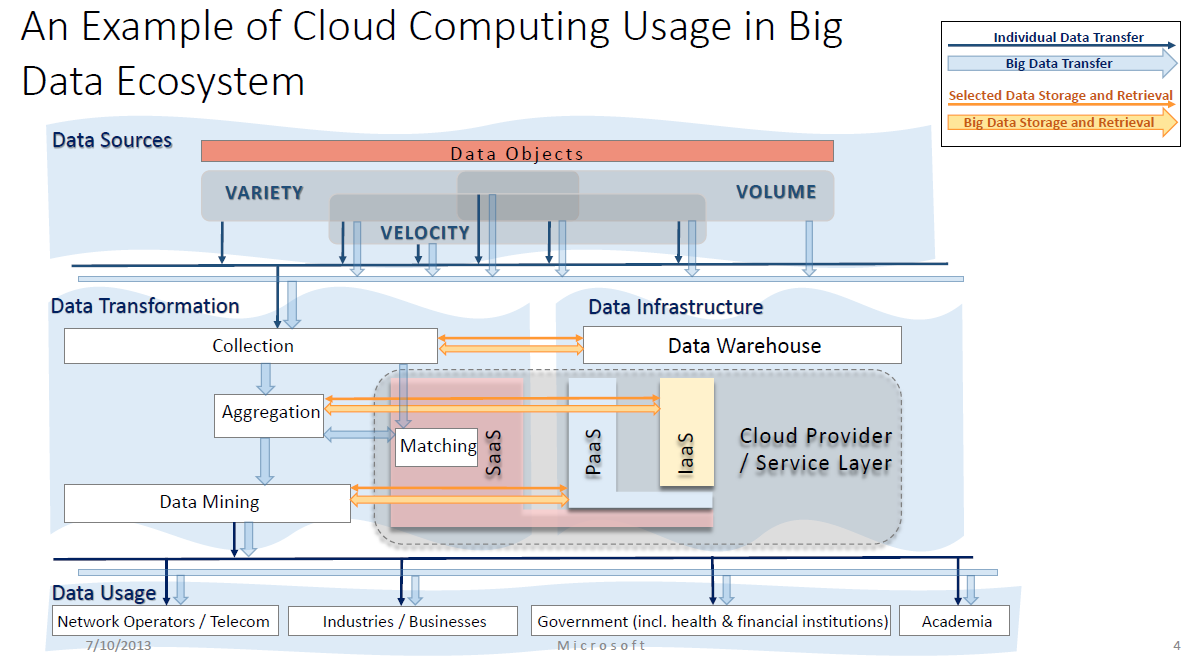 An Example of Cloud Computing Usage in Big
Data Ecosystem
Individual Data Transfer
Big Data Transfer
Selected Data Storage and Retrieval
Big Data Storage and Retrieval
Data Sources
Data Objects
VARIETY
VOLUME
VELOCITY
Data Transformation
Data Infrastructure
Collection
Data Warehouse
Aggregation
Matching
SaaS
PaaS
IaaS
Cloud Provider
/ Service Layer
Data Mining
Data Usage
Network Operators / Telecom
Industries / Businesses
Government (incl. health & financial institutions)
Academia
7/10/2013
Microsoft
4